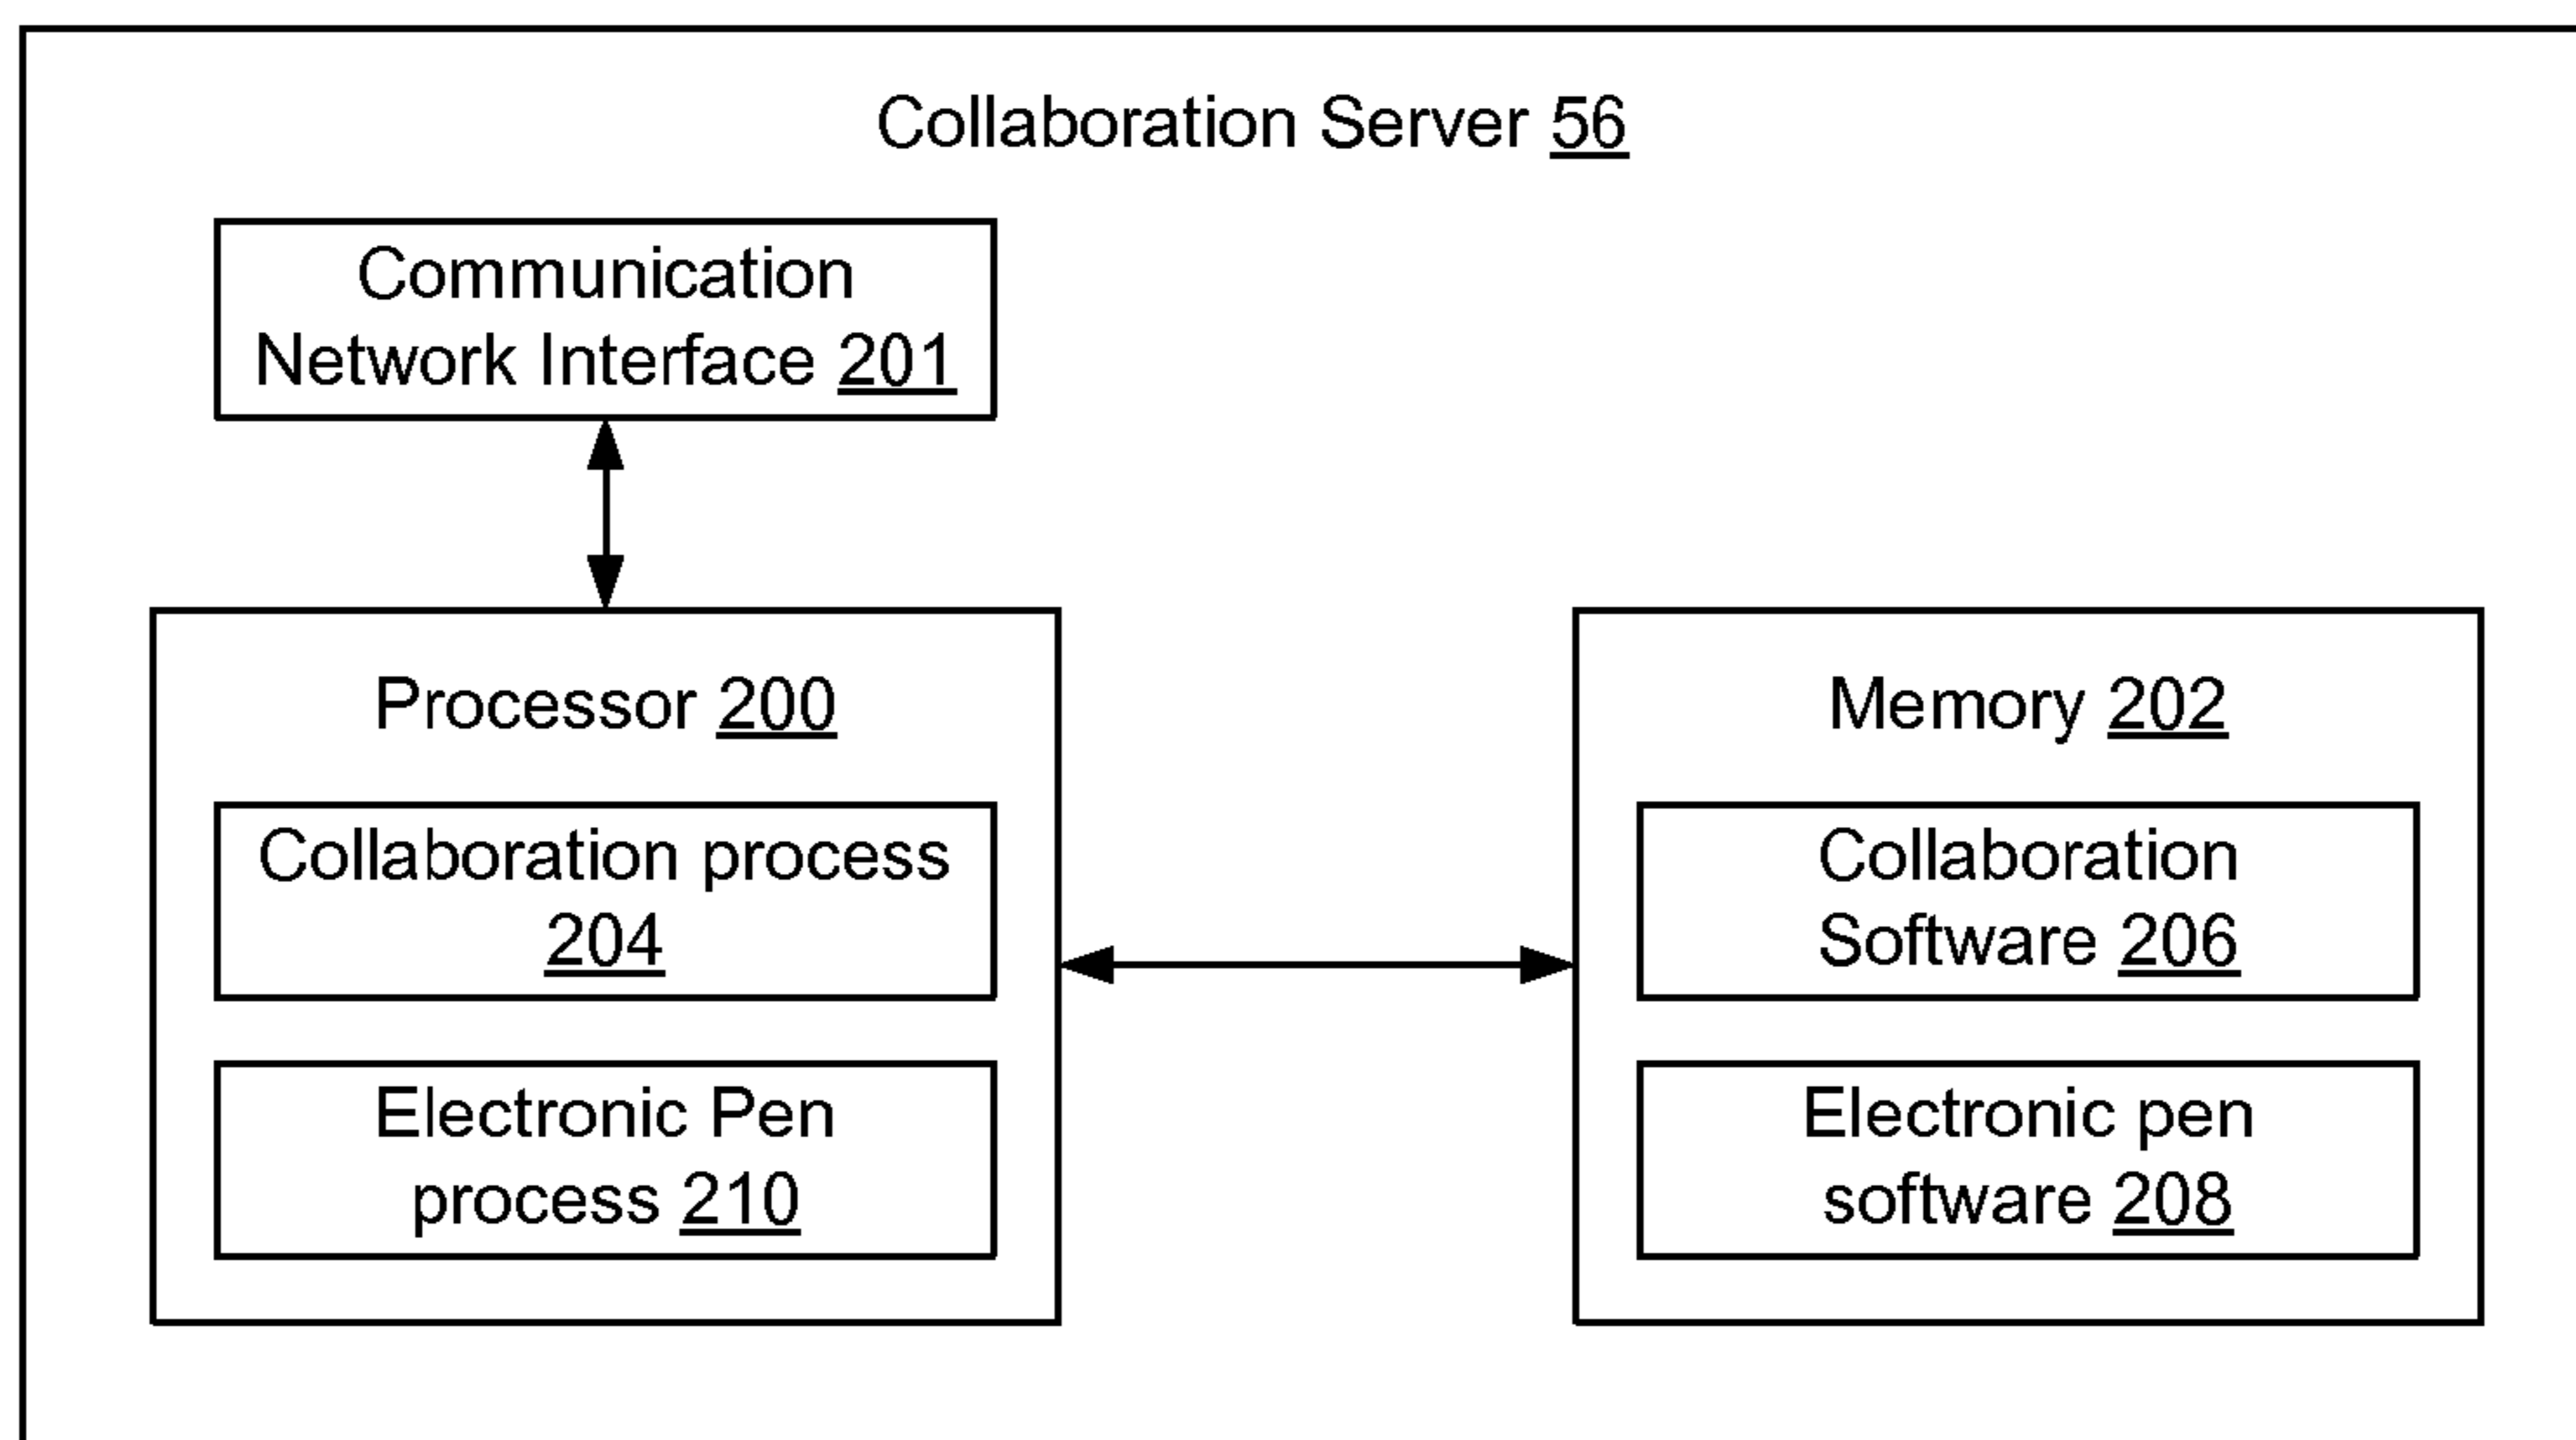 Collaboration Server 56
Communication
Network Interface 201
Processor 200
Collaboration process
204
Electronic Pen
process 210
Memory 202
Collaboration
Software 206
Electronic pen
software 208